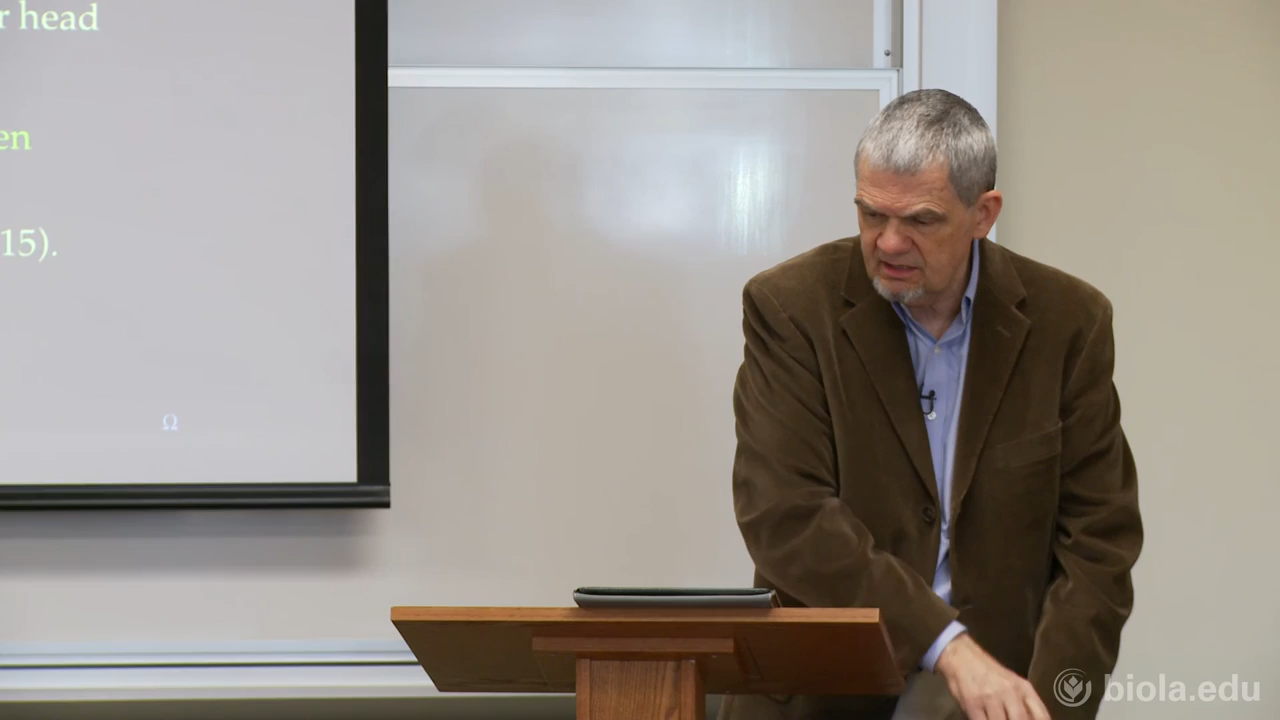 r head
en
15).
Ω
biola.edu